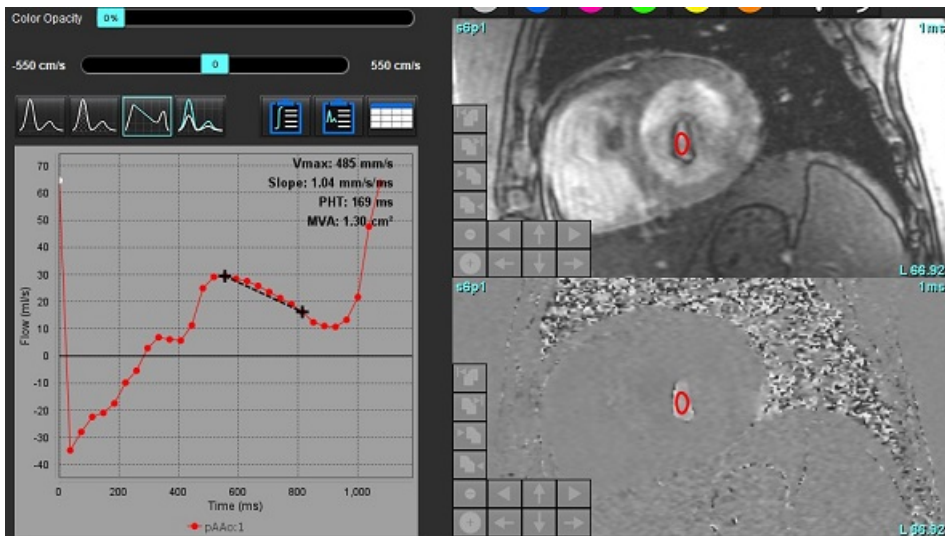 Color Opacity 0%
-550 cm/s 0 550 cm/s
Vmax: 485 mm/s
Slope: 1.04 mm/s/ms
PHT: 169 ms
MVA: 1.30 cm²
70
60
50
40
30
20
10
0
-10
-20
-30
-40
Flow (ml/s)
0 200 400 600 800 1,000
Time (ms)
pAAo:1
s6p1 1ms
L 66.92
s6p1 1ms
L 66.92